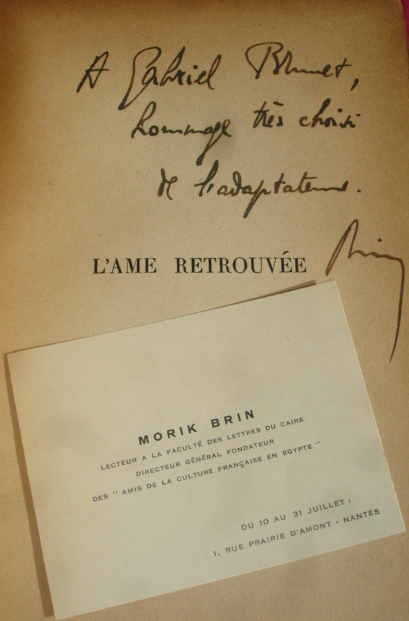 A Gabriel Brunet,
hommage très choisi
de l'adaptateur.
Brin
L'AME RETROUVÉE
MORIK BRIN
LECTEUR A LA FACULTÉ DES LETTRES DU CAIRE
DIRECTEUR GÉNÉRAL FONDATEUR
DES "AMIS DE LA CULTURE FRANÇAISE EN EGYPTE"
DU 10 AU 31 JUILLET:
1, RUE PRAIRIE D'AMONT - NANTES